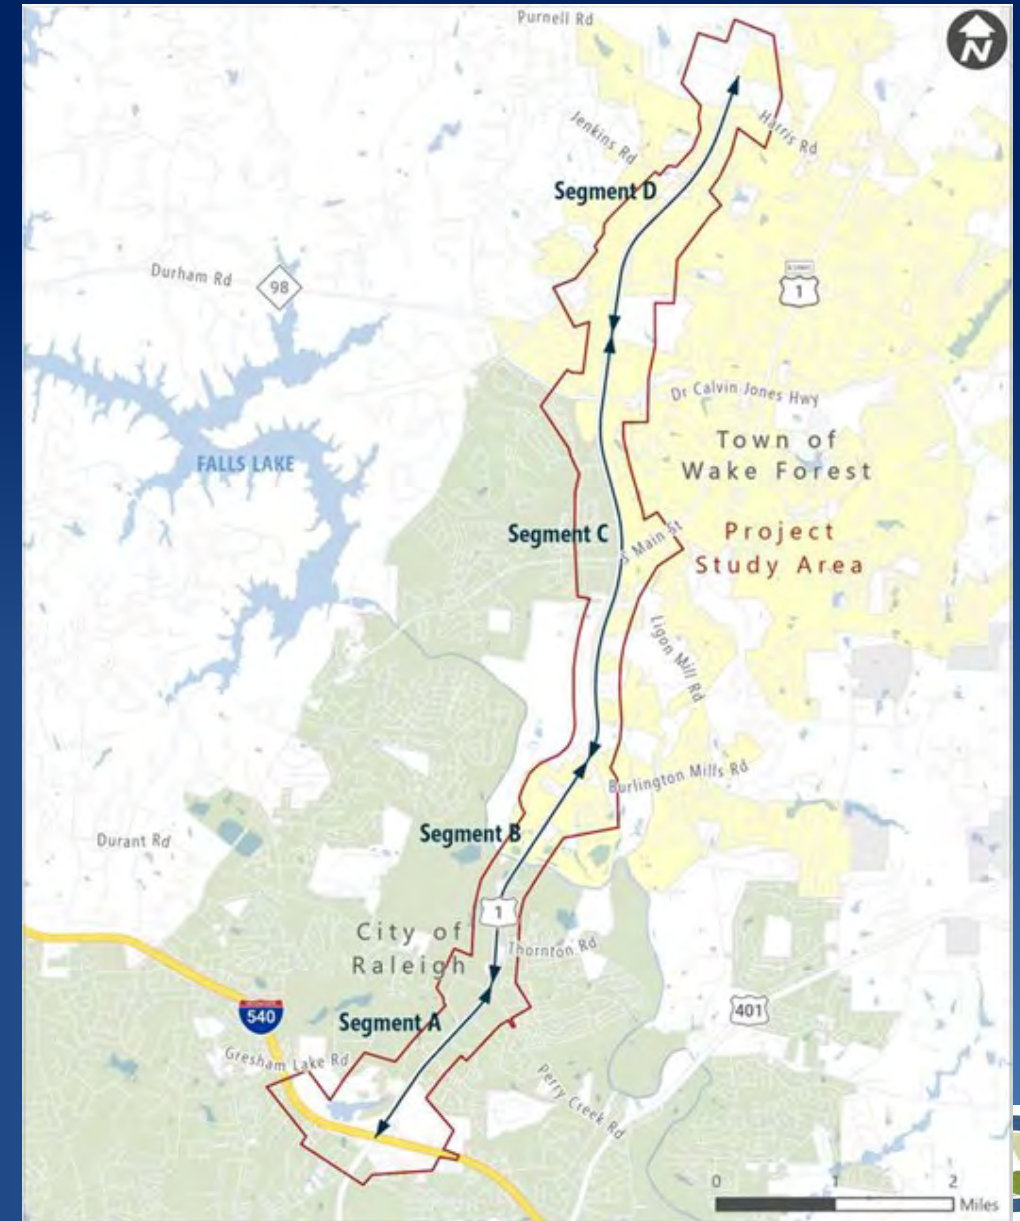 Purnell Rd
N
Jenkins Rd
Harris Rd
Segment D
Durham Rd
98
1
Dr Calvin Jones Hwy
Town of
Wake Forest
FALLS LAKE
Segment C
S Main St
Project
Study Area
Ligon Mill Rd
Burlington Mills Rd
Segment B
Durant Rd
1
City of
Raleigh
Thornton Rd
540
Segment A
401
Gresham Lake Rd
Perry Creek Rd
0 1 2
Miles